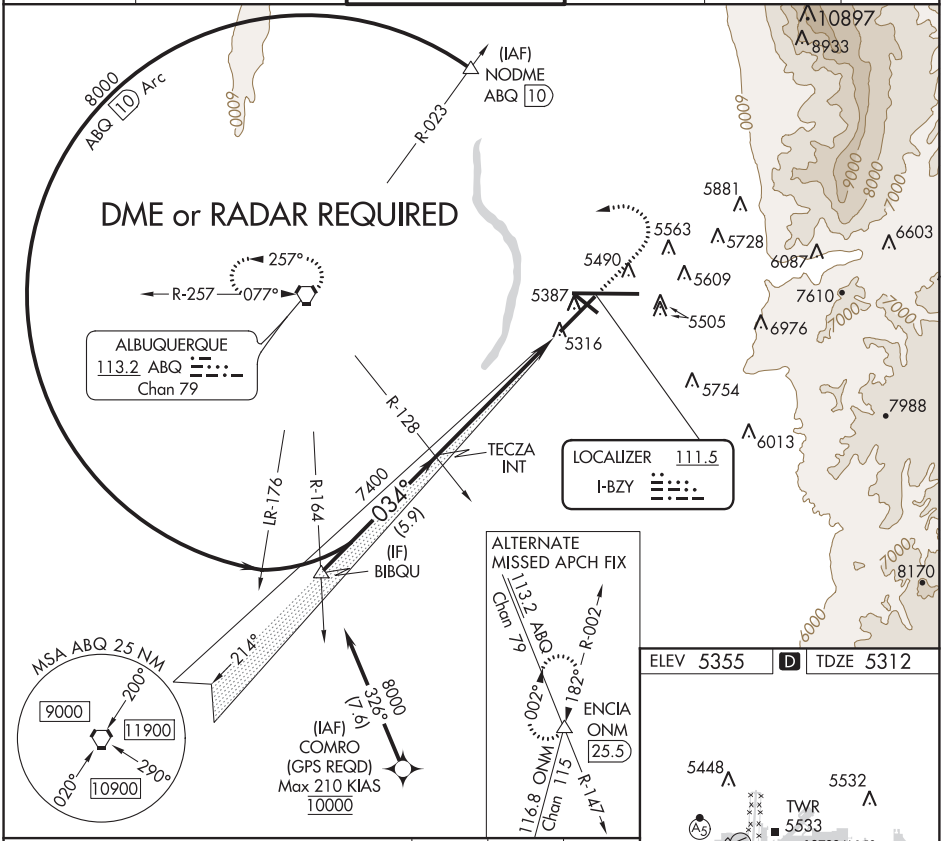 10897
8933
(IAF)
NODME
ABQ 10
8000
ABQ 10 Arc
6000
R-023
6000
9000
8000
7000
DME or RADAR REQUIRED
5881
5563
5728
6603
5490
6087
5609
257°
R-257
077°
5387
7610
7000
5505
5316
6976
ALBUQUERQUE
113.2 ABQ
Chan 79
5754
R-128
7988
6013
TECZA
INT
LOCALIZER 111.5
I-BZY
7400
034°
(5.9)
LR-176
R-164
(IF)
BIBQU
7000
8170
6000
ALTERNATE
MISSED APCH FIX
113.2 ABQ
Chan 79
R-002
002°
182°
ENCIA
ONM
25.5
116.8 ONM
Chan 115
R-147
214°
MSA ABQ 25 NM
200°
9000
11900
020°
290°
10900
8000
326°
(7.6)
(IAF)
COMRO
(GPS REQD)
Max 210 KIAS
10000
ELEV 5355
D
TDZE 5312
5448
5532
TWR
5533
A5